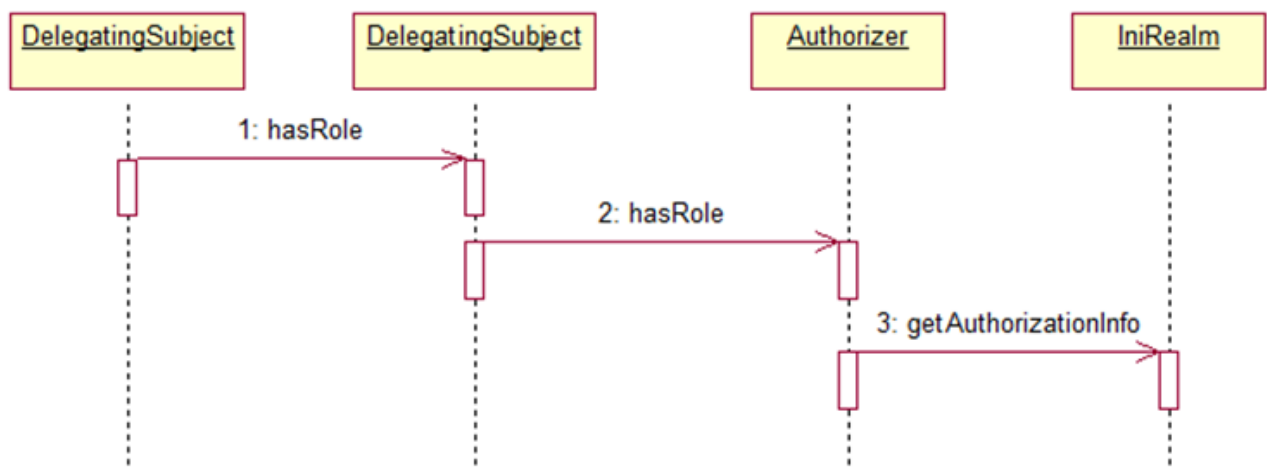 DelegatingSubject
DelegatingSubject
Authorizer
IniRealm
1: hasRole
2: hasRole
3: getAuthorizationInfo